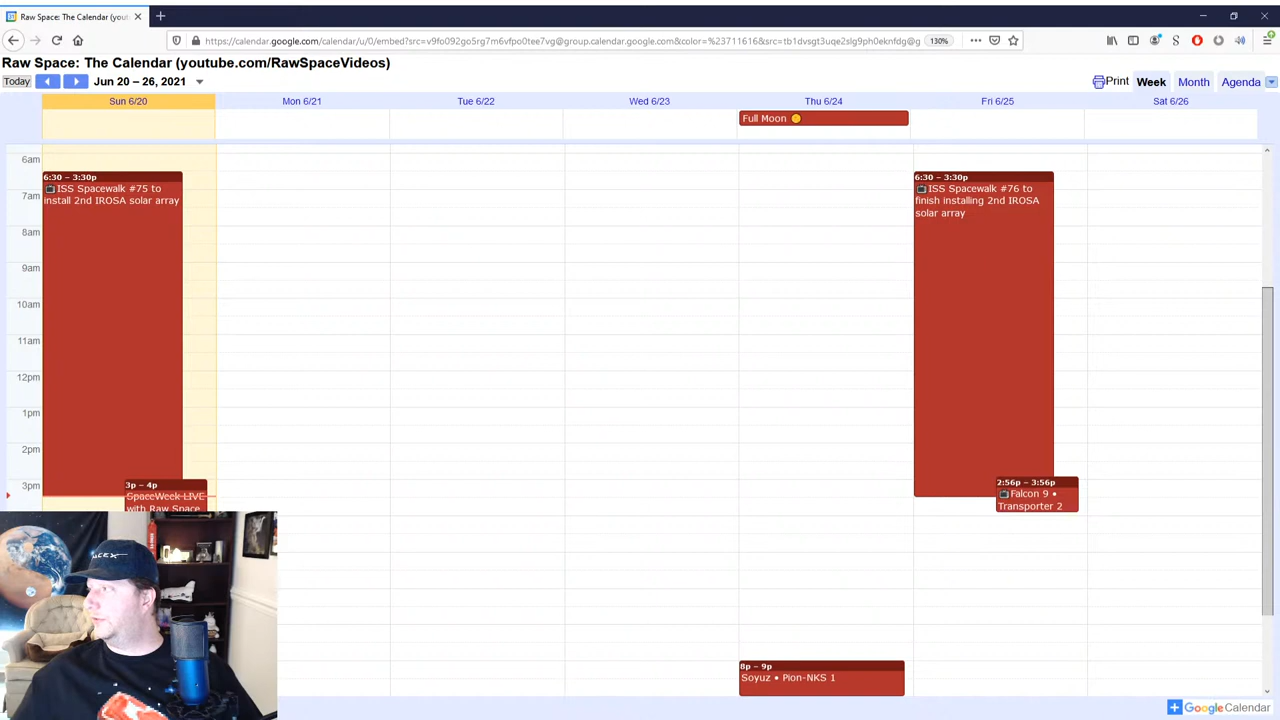 Raw Space: The Calendar (yout
https://calendar.google.com/calendar/u/0/embed?src=v9fo092go5rg7m6vfpo0tee7vg@group.calendar.google.com&color=%23711616&src=tb1dvsgt3uqe2slg9ph0eknfdg@g
130%
Raw Space: The Calendar (youtube.com/RawSpaceVideos)
Today
Jun 20 – 26, 2021
Print
Week
Month
Agenda
Sun 6/20
Mon 6/21
Tue 6/22
Wed 6/23
Thu 6/24
Fri 6/25
Sat 6/26
Full Moon
6am
7am
8am
9am
10am
11am
12pm
1pm
2pm
3pm
6:30 – 3:30p
ISS Spacewalk #75 to
install 2nd IROSA solar array
3p – 4p
SpaceWeek LIVE
with Raw Space
8p – 9p
Soyuz • Pion-NKS 1
6:30 – 3:30p
ISS Spacewalk #76 to
finish installing 2nd IROSA
solar array
2:56p – 3:56p
Falcon 9 •
Transporter 2
Google Calendar